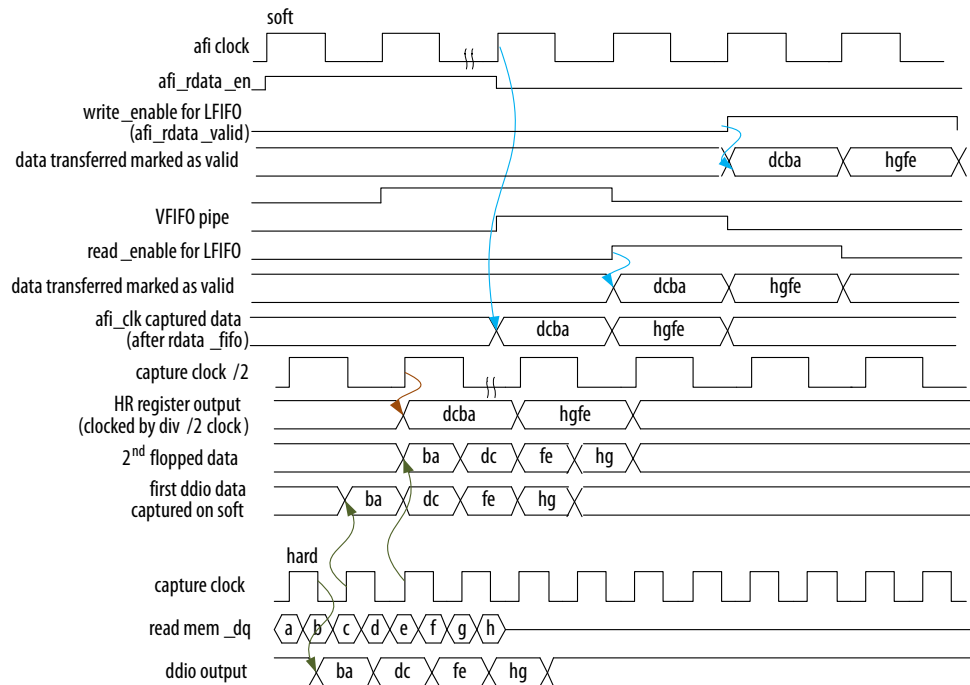 soft
afi clock
afi_rdata_en
write_enable for LFIFO
(afi_rdata_valid)
data transferred marked as valid
dcba hgfe
VFIFO pipe
read_enable for LFIFO
data transferred marked as valid
dcba hgfe
afi_clk captured data
(after rdata_fifo)
dcba hgfe
capture clock /2
HR register output
(clocked by div /2 clock)
dcba hgfe
2nd flopped data
ba dc fe hg
first ddio data
captured on soft
ba dc fe hg
hard
capture clock
read mem_dq
a b c d e f g h
ddio output
ba dc fe hg